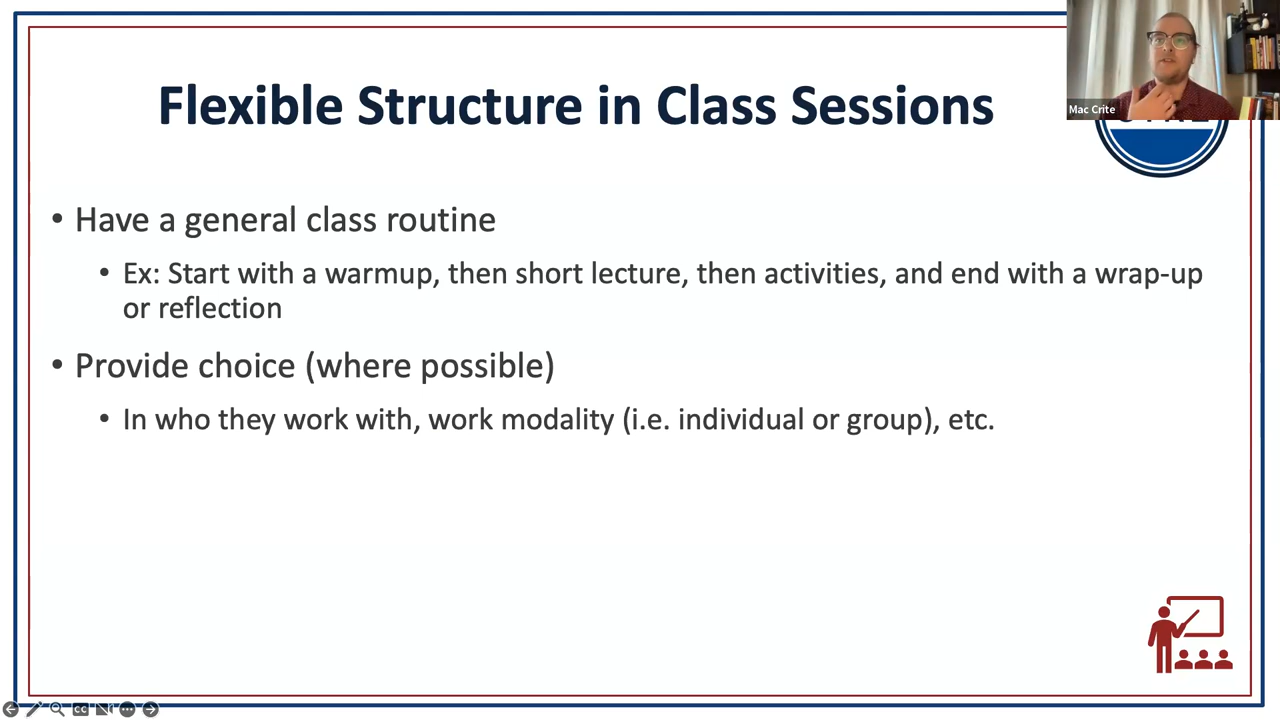 Flexible Structure in Class Sessions
Mac Crite
• Have a general class routine
• Ex: Start with a warmup, then short lecture, then activities, and end with a wrap-up
or reflection
• Provide choice (where possible)
• In who they work with, work modality (i.e. individual or group), etc.
CC